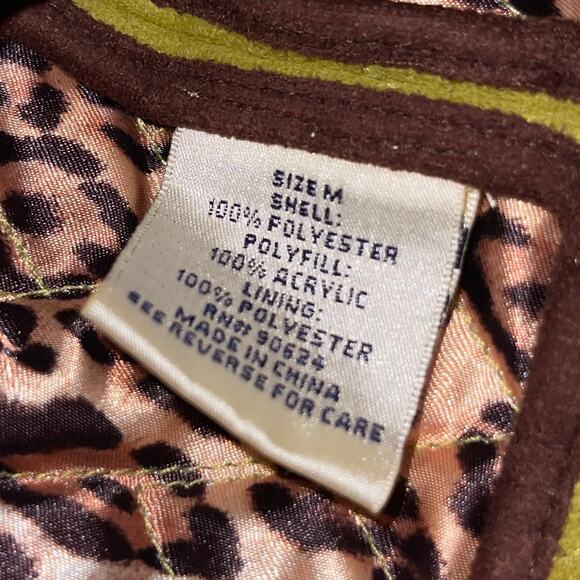 SIZE M
SHELL:
100% POLYESTER
POLYFILL:
100% ACRYLIC
LINING:
100% POLYESTER
RN# 90624
MADE IN CHINA
SEE REVERSE FOR CARE